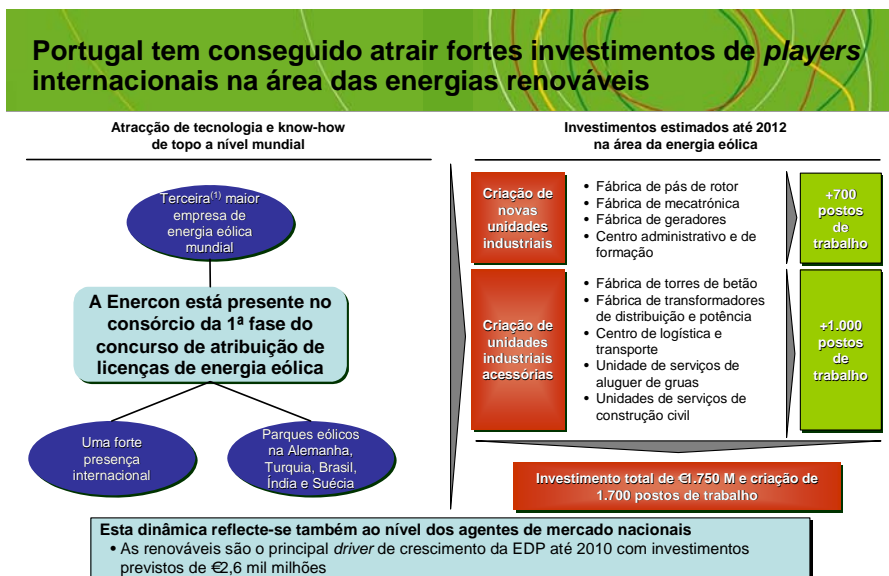 Portugal tem conseguido atrair fortes investimentos de players
internacionais na área das energias renováveis
Atracção de tecnologia e know-how
de topo a nível mundial
Terceira(1) maior
empresa de
energia eólica
mundial
A Enercon está presente no
consórcio da 1ª fase do
concurso de atribuição de
licenças de energia eólica
Uma forte
presença
internacional
Parques eólicos
na Alemanha,
Turquia, Brasil,
Índia e Suécia
Investimentos estimados até 2012
na área da energia eólica
Criação de
novas
unidades
industriais
• Fábrica de pás de rotor
• Fábrica de mecatrónica
• Fábrica de geradores
• Centro administrativo e de
formação
+700
postos
de
trabalho
Criação de
unidades
industriais
acessórias
• Fábrica de torres de betão
• Fábrica de transformadores
de distribuição e potência
• Centro de logística e
transporte
• Unidade de serviços de
aluguer de gruas
• Unidades de serviços de
construção civil
+1.000
postos
de
trabalho
Investimento total de €1.750 M e criação de
1.700 postos de trabalho
Esta dinâmica reflecte-se também ao nível dos agentes de mercado nacionais
• As renováveis são o principal driver de crescimento da EDP até 2010 com investimentos
previstos de €2,6 mil milhões